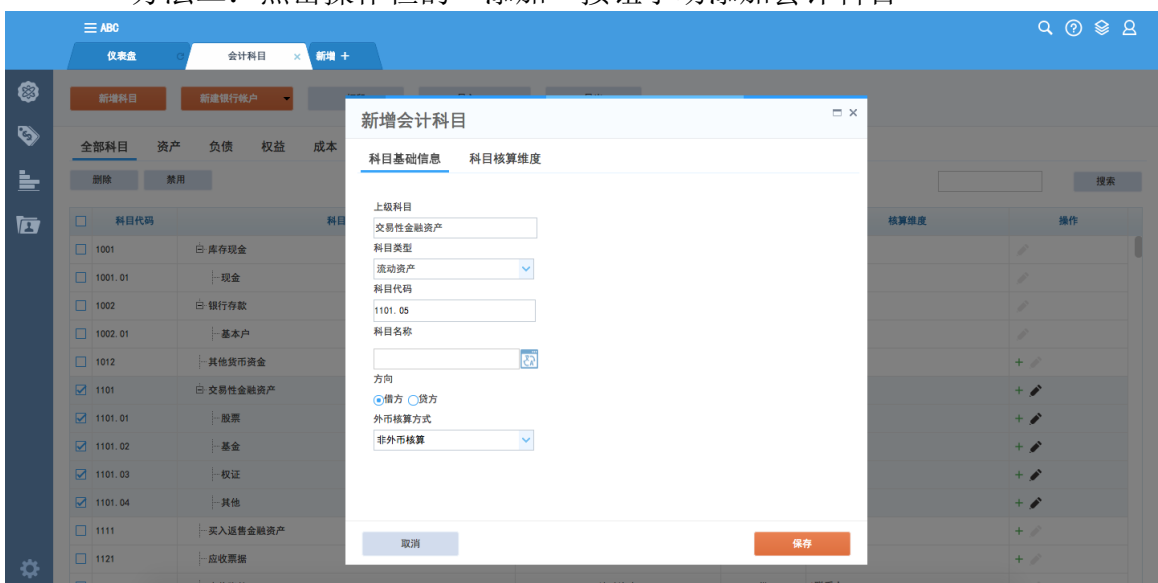 ABC
仪表盘 会计科目 × 新增 +
新增科目 新建银行帐户
新增会计科目
全部科目 资产 负债 权益 成本
科目基础信息 科目核算维度
删除 禁用 搜索
科目代码 科目 核算维度 操作
上级科目
交易性金融资产
科目类型
流动资产
科目代码
1101.05
科目名称
方向
借方 贷方
外币核算方式
非外币核算
1001 库存现金
1001.01 现金
1002 银行存款
1002.01 基本户
1012 其他货币资金
1101 交易性金融资产
1101.01 股票
1101.02 基金
1101.03 权证
1101.04 其他
1111 买入返售金融资产
1121 应收票据
取消 保存